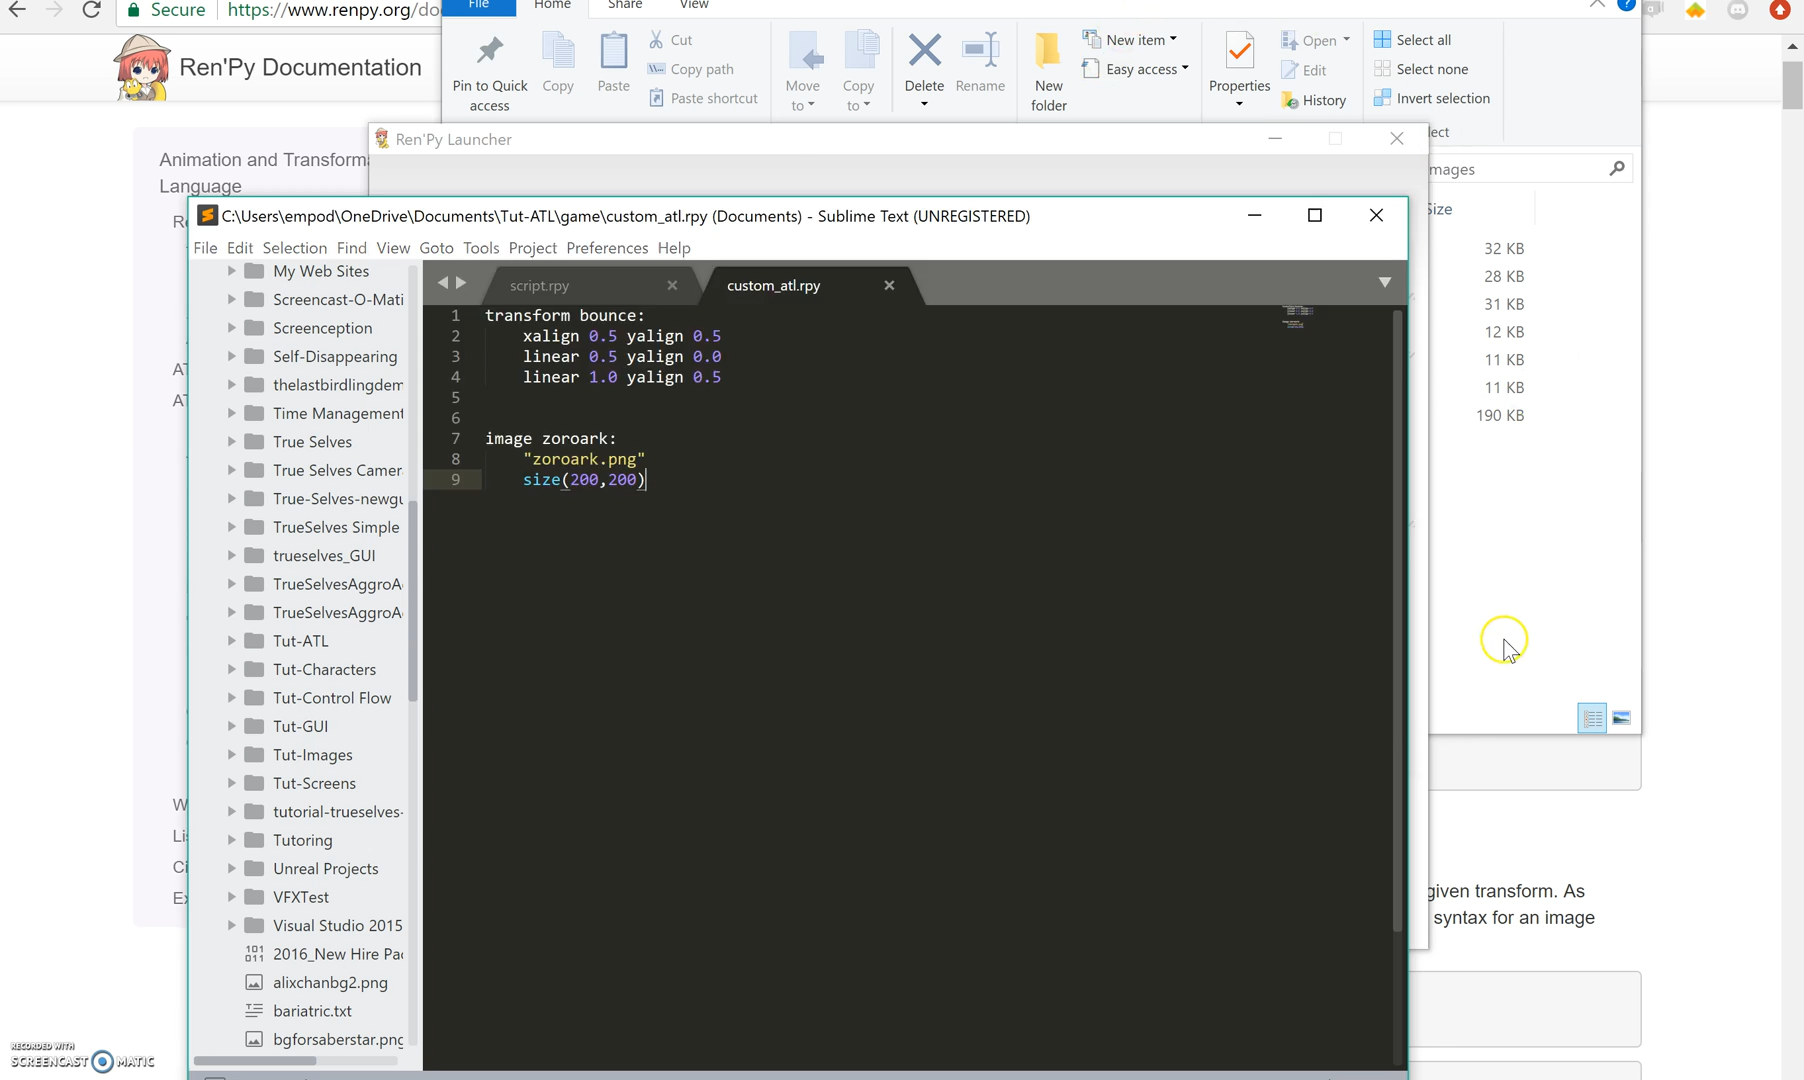 Secure https://www.renpy.org/do
File Home Share View
Ren'Py Documentation
Pin to Quick access
Copy
Paste
Cut
Copy path
Paste shortcut
Move to
Copy to
Delete
Rename
New folder
New item
Easy access
Properties
Open
Edit
History
Select all
Select none
Invert selection
lect
Ren'Py Launcher
mages
Size
32 KB
28 KB
31 KB
12 KB
11 KB
11 KB
190 KB
Animation and Transforma
Language
C:\Users\empod\OneDrive\Documents\Tut-ATL\game\custom_atl.rpy (Documents) - Sublime Text (UNREGISTERED)
File Edit Selection Find View Goto Tools Project Preferences Help
My Web Sites
Screencast-O-Mati
Screenception
Self-Disappearing
thelastbirdlingdem
Time Management
True Selves
True Selves Camer
True-Selves-newgu
TrueSelves Simple
trueselves_GUI
TrueSelvesAggroA
TrueSelvesAggroA
Tut-ATL
Tut-Characters
Tut-Control Flow
Tut-GUI
Tut-Images
Tut-Screens
tutorial-trueselves-
Tutoring
Unreal Projects
VFXTest
Visual Studio 2015
2016_New Hire Pac
alixchanbg2.png
bariatric.txt
bgforsaberstar.png
script.rpy
custom_atl.rpy
1 transform bounce:
2 xalign 0.5 yalign 0.5
3 linear 0.5 yalign 0.0
4 linear 1.0 yalign 0.5
5
6
7 image zoroark:
8 "zoroark.png"
9 size(200,200)
given transform. As
syntax for an image
RECORDED WITH
SCREENCAST MATIC